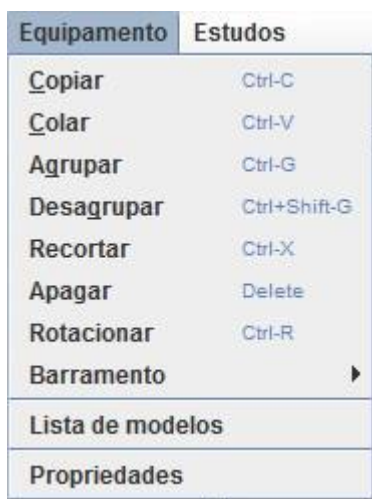 Equipamento Estudos
Copiar Ctrl-C
Colar Ctrl-V
Agrupar Ctrl-G
Desagrupar Ctrl+Shift-G
Recortar Ctrl-X
Apagar Delete
Rotacionar Ctrl-R
Barramento
Lista de modelos
Propriedades